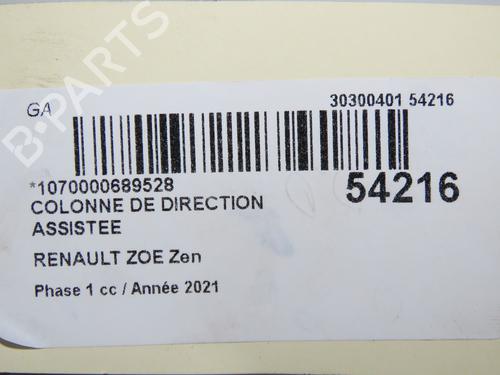 GA
30300401 54216
*1070000689528
54216
COLONNE DE DIRECTION
ASSISTEE
RENAULT ZOE Zen
Phase 1 cc / Année 2021
B-PARTS